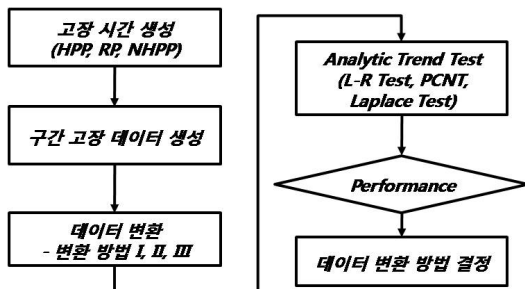 고장 시간 생성
(HPP, RP, NHPP)
구간 고장 데이터 생성
데이터 변환
- 변환 방법 I, II, III
Analytic Trend Test
(L-R Test, PCNT,
Laplace Test)
Performance
데이터 변환 방법 결정